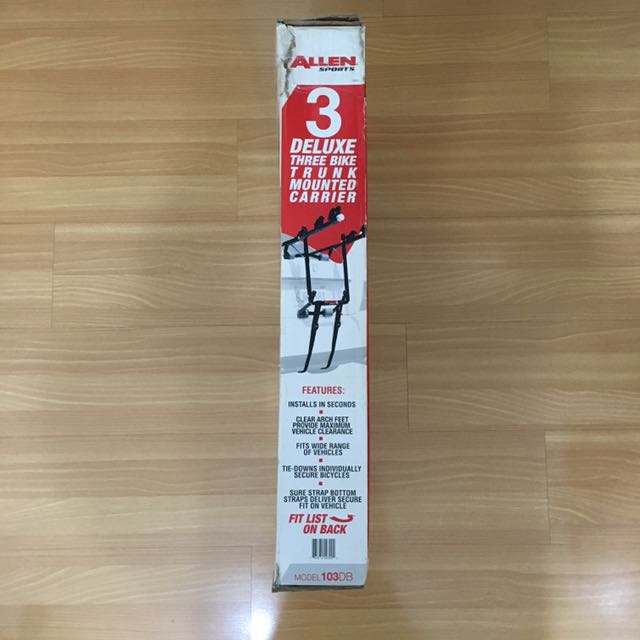 ALLEN
SPORTS
3
DELUXE
THREE BIKE
TRUNK
MOUNTED
CARRIER
FEATURES:
INSTALLS IN SECONDS
CLEAR ARCH FEET
PROVIDE MAXIMUM
VEHICLE CLEARANCE
FITS WIDE RANGE
OF VEHICLES
TIE-DOWNS INDIVIDUALLY
SECURE BICYCLES
SURE STRAP BOTTOM
STRAPS DELIVER SECURE
FIT ON VEHICLE
FIT LIST
ON BACK
MODEL 103DB